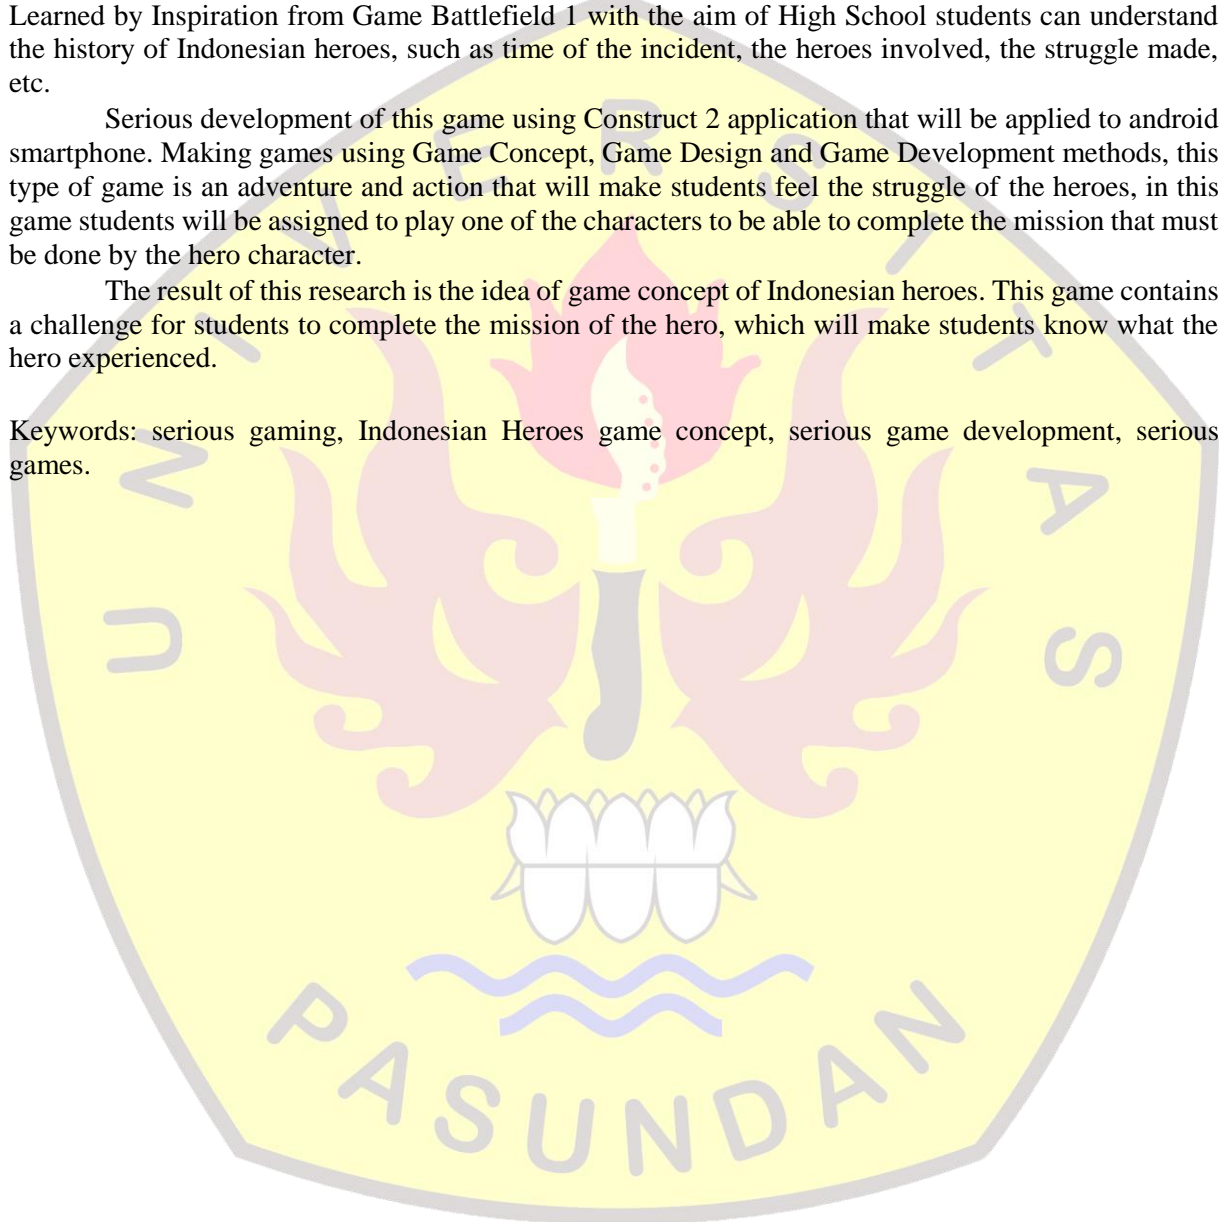 Learned by Inspiration from Game Battlefield 1 with the aim of High School students can understand
the history of Indonesian heroes, such as time of the incident, the heroes involved, the struggle made,
etc.
Serious development of this game using Construct 2 application that will be applied to android
smartphone. Making games using Game Concept, Game Design and Game Development methods, this
type of game is an adventure and action that will make students feel the struggle of the heroes, in this
game students will be assigned to play one of the characters to be able to complete the mission that must
be done by the hero character.
The result of this research is the idea of game concept of Indonesian heroes. This game contains
a challenge for students to complete the mission of the hero, which will make students know what the
hero experienced.
Keywords: serious gaming, Indonesian Heroes game concept, serious game development, serious
games.
UNIVERSITAS
PASUNDAN